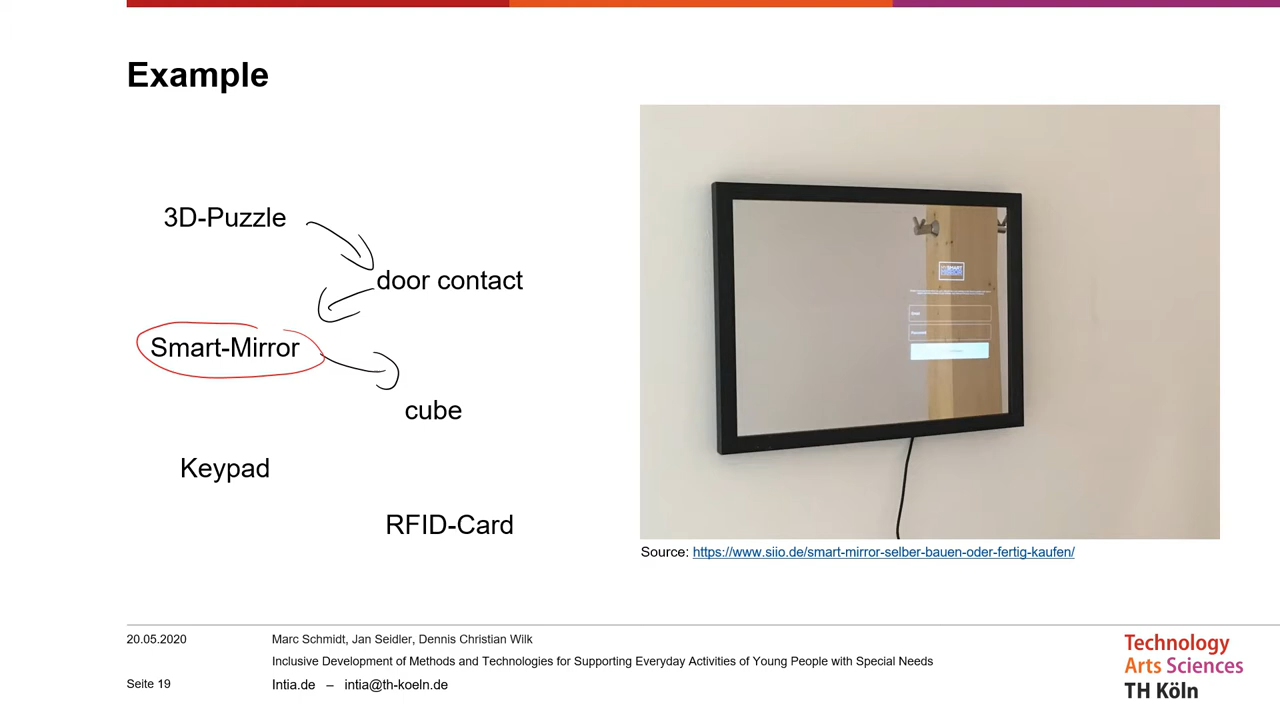 Example
3D-Puzzle
door contact
Smart-Mirror
cube
Keypad
RFID-Card
Source: https://www.siio.de/smart-mirror-selber-bauen-oder-fertig-kaufen/
20.05.2020
Marc Schmidt, Jan Seidler, Dennis Christian Wilk
Inclusive Development of Methods and Technologies for Supporting Everyday Activities of Young People with Special Needs
Seite 19
Intia.de – intia@th-koeln.de
Technology
Arts Sciences
TH Köln